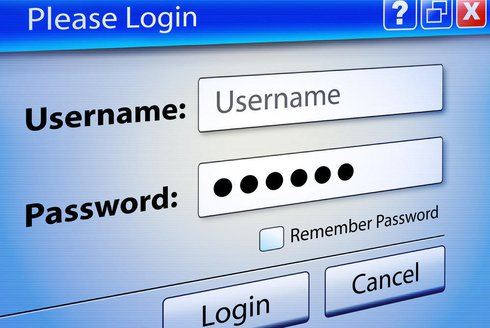 Please Login
? X
Username: Username
Password: ●●●●●●
Remember Password
Login Cancel